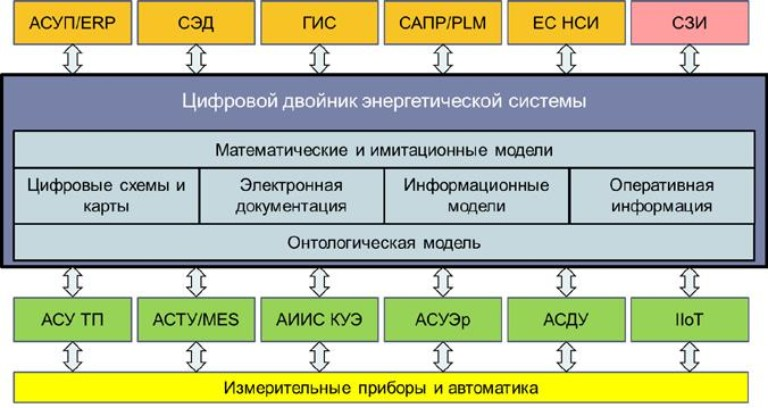 АСУП/ERP
СЭД
ГИС
САПР/PLM
ЕС НСИ
СЗИ
Цифровой двойник энергетической системы
Математические и имитационные модели
Цифровые схемы и
карты
Электронная
документация
Информационные
модели
Оперативная
информация
Онтологическая модель
АСУ ТП
АСТУ/MES
АИИС КУЭ
АСУЭр
АСДУ
IIoT
Измерительные приборы и автоматика